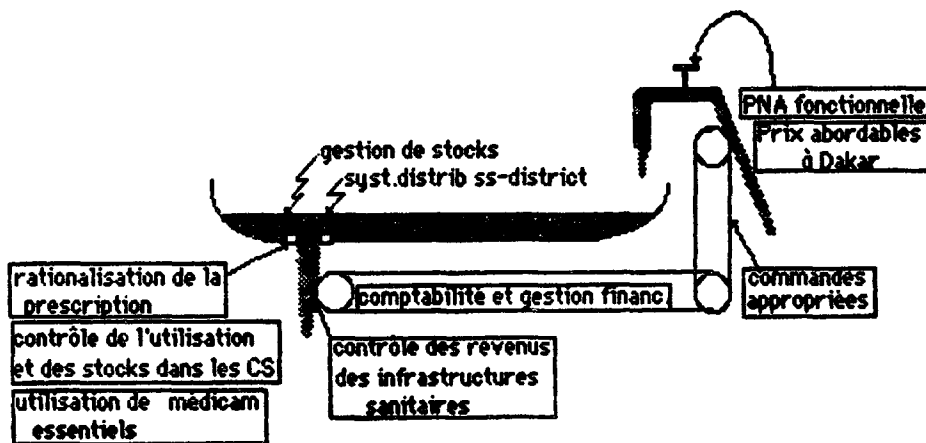 PNA fonctionnelle
Prix abordables
à Dakar
gestion de stocks
syst.distrib ss-district
rationalisation de la
prescription
comptabilité et gestion financ.
commandes
appropriées
contrôle de l'utilisation
et des stocks dans les CS
contrôle des revenus
des infrastructures
sanitaires
utilisation de médicam
essentiels